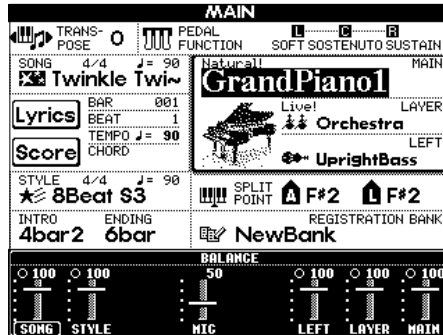 MAIN
TRANS-
POSE 0
PEDAL
FUNCTION
L C R
SOFT SOSTENUTO SUSTAIN
SONG 4/4 ♩= 90
Twinkle Twi~
Lyrics
BAR 001
BEAT 1
TEMPO ♩= 90
Score
CHORD
Natural! MAIN
GrandPiano1
Live! LAYER
Orchestra
LEFT
UprightBass
STYLE 4/4 ♩= 90
8Beat S3
SPLIT
POINT A F#2 L F#2
INTRO ENDING
4bar2 6bar
REGISTRATION BANK
NewBank
BALANCE
100 100 50 100 100 100
SONG STYLE MIC LEFT LAYER MAIN